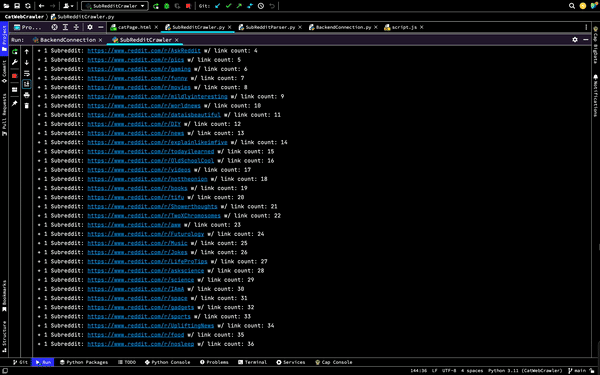 SubRedditCrawler
Git:
CatWebCrawler
SubRedditCrawler.py
Pro...
catPage.html
SubRedditCrawler.py
SubRedditParser.py
BackendConnection.py
script.js
Run:
BackendConnection
SubRedditCrawler
+ 1 Subreddit: https://www.reddit.com/r/AskReddit w/ link count: 4
+ 1 Subreddit: https://www.reddit.com/r/pics w/ link count: 5
+ 1 Subreddit: https://www.reddit.com/r/gaming w/ link count: 6
+ 1 Subreddit: https://www.reddit.com/r/funny w/ link count: 7
+ 1 Subreddit: https://www.reddit.com/r/movies w/ link count: 8
+ 1 Subreddit: https://www.reddit.com/r/mildlyinteresting w/ link count: 9
+ 1 Subreddit: https://www.reddit.com/r/worldnews w/ link count: 10
+ 1 Subreddit: https://www.reddit.com/r/dataisbeautiful w/ link count: 11
+ 1 Subreddit: https://www.reddit.com/r/DIY w/ link count: 12
+ 1 Subreddit: https://www.reddit.com/r/news w/ link count: 13
+ 1 Subreddit: https://www.reddit.com/r/explainlikeimfive w/ link count: 14
+ 1 Subreddit: https://www.reddit.com/r/todayilearned w/ link count: 15
+ 1 Subreddit: https://www.reddit.com/r/OldSchoolCool w/ link count: 16
+ 1 Subreddit: https://www.reddit.com/r/videos w/ link count: 17
+ 1 Subreddit: https://www.reddit.com/r/nottheonion w/ link count: 18
+ 1 Subreddit: https://www.reddit.com/r/books w/ link count: 19
+ 1 Subreddit: https://www.reddit.com/r/tifu w/ link count: 20
+ 1 Subreddit: https://www.reddit.com/r/Showerthoughts w/ link count: 21
+ 1 Subreddit: https://www.reddit.com/r/TwoXChromosomes w/ link count: 22
+ 1 Subreddit: https://www.reddit.com/r/aww w/ link count: 23
+ 1 Subreddit: https://www.reddit.com/r/Futurology w/ link count: 24
+ 1 Subreddit: https://www.reddit.com/r/Music w/ link count: 25
+ 1 Subreddit: https://www.reddit.com/r/Jokes w/ link count: 26
+ 1 Subreddit: https://www.reddit.com/r/LifeProTips w/ link count: 27
+ 1 Subreddit: https://www.reddit.com/r/askscience w/ link count: 28
+ 1 Subreddit: https://www.reddit.com/r/science w/ link count: 29
+ 1 Subreddit: https://www.reddit.com/r/IAmA w/ link count: 30
+ 1 Subreddit: https://www.reddit.com/r/space w/ link count: 31
+ 1 Subreddit: https://www.reddit.com/r/gadgets w/ link count: 32
+ 1 Subreddit: https://www.reddit.com/r/sports w/ link count: 33
+ 1 Subreddit: https://www.reddit.com/r/UpliftingNews w/ link count: 34
+ 1 Subreddit: https://www.reddit.com/r/food w/ link count: 35
+ 1 Subreddit: https://www.reddit.com/r/nosleep w/ link count: 36
Project
Commit
Pull Requests
Bookmarks
Structure
Cap BigData
Notifications
Git
Run
Python Packages
TODO
Python Console
Problems
Terminal
Services
Cap Console
144:36
LF
UTF-8
4 spaces
Python 3.11 (CatWebCrawler)
main